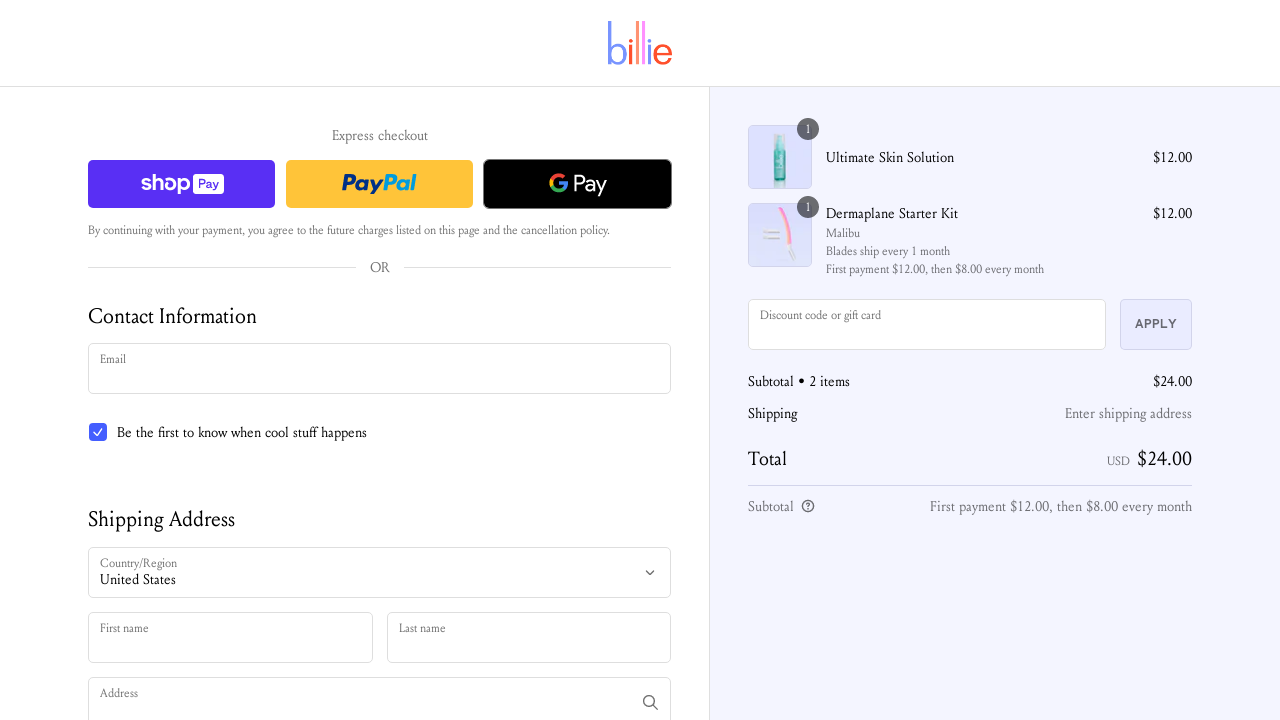 billie
Express checkout
shop Pay
PayPal
G Pay
By continuing with your payment, you agree to the future charges listed on this page and the cancellation policy.
OR
Contact Information
Email
Be the first to know when cool stuff happens
Shipping Address
Country/Region
United States
First name
Last name
Address
1
Ultimate Skin Solution
$12.00
1
Dermaplane Starter Kit
$12.00
Malibu
Blades ship every 1 month
First payment $12.00, then $8.00 every month
Discount code or gift card
APPLY
Subtotal • 2 items
$24.00
Shipping
Enter shipping address
Total
USD $24.00
Subtotal
First payment $12.00, then $8.00 every month